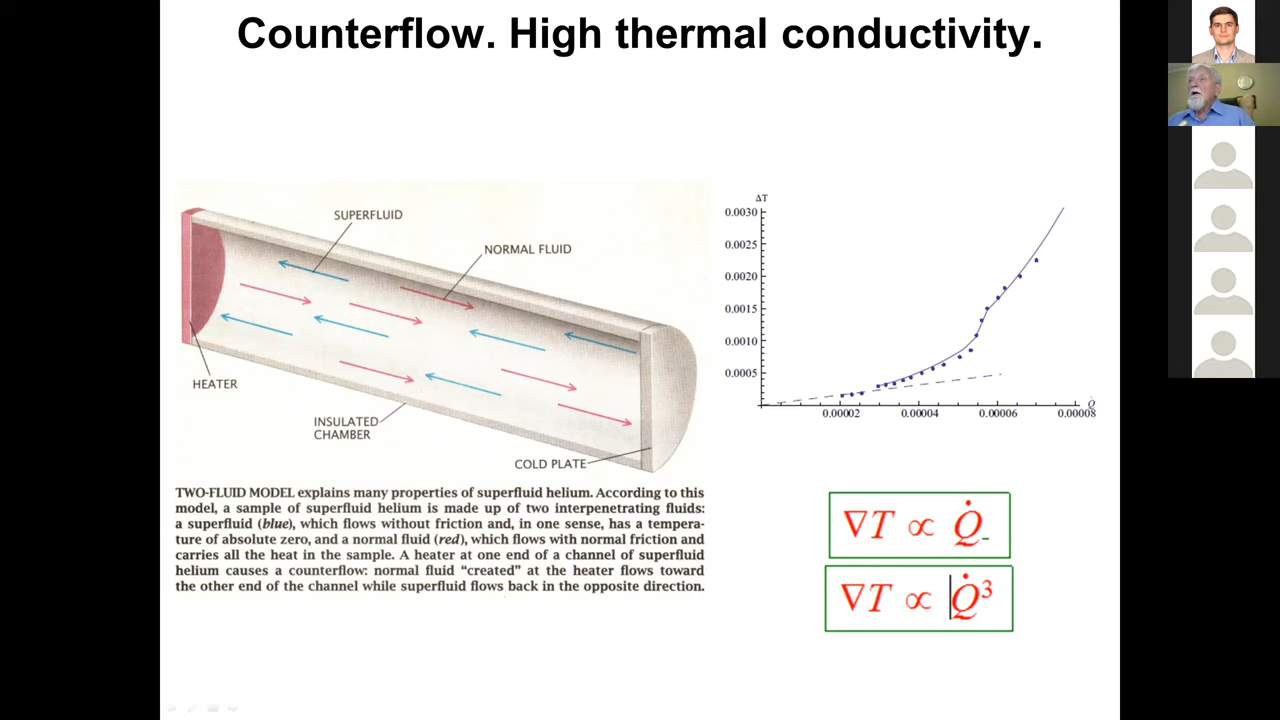 Counterflow. High thermal conductivity.
SUPERFLUID
NORMAL FLUID
HEATER
INSULATED
CHAMBER
COLD PLATE
TWO-FLUID MODEL explains many properties of superfluid helium. According to this
model, a sample of superfluid helium is made up of two interpenetrating fluids:
a superfluid (blue), which flows without friction and, in one sense, has a tempera-
ture of absolute zero, and a normal fluid (red), which flows with normal friction and
carries all the heat in the sample. A heater at one end of a channel of superfluid
helium causes a counterflow: normal fluid “created” at the heater flows toward
the other end of the channel while superfluid flows back in the opposite direction.
ΔT
0.0030
0.0025
0.0020
0.0015
0.0010
0.0005
0.00002 0.00004 0.00006 0.00008
Q̇
∇T ∝ Q̇
∇T ∝ Q̇³